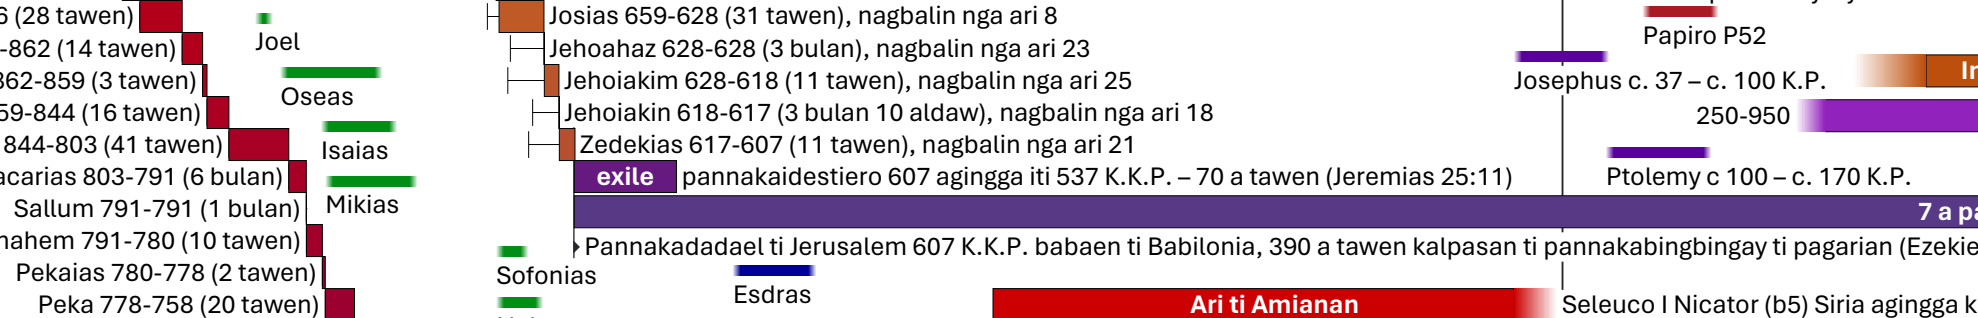 6 (28 tawen)
-862 (14 tawen)
862-859 (3 tawen)
59-844 (16 tawen)
844-803 (41 tawen)
acarias 803-791 (6 bulan)
Sallum 791-791 (1 bulan)
nahem 791-780 (10 tawen)
Pekaias 780-778 (2 tawen)
Peka 778-758 (20 tawen)
Joel
Oseas
Isaias
Mikias
Josias 659-628 (31 tawen), nagbalin nga ari 8
Jehoahaz 628-628 (3 bulan), nagbalin nga ari 23
Jehoiakim 628-618 (11 tawen), nagbalin nga ari 25
Jehoiakin 618-617 (3 bulan 10 aldaw), nagbalin nga ari 18
Zedekias 617-607 (11 tawen), nagbalin nga ari 21
exile pannakaidestiero 607 agingga iti 537 K.K.P. – 70 a tawen (Jeremias 25:11)
7 a pa
Pannakadadael ti Jerusalem 607 K.K.P. babaen ti Babilonia, 390 a tawen kalpasan ti pannakabingbingay ti pagarian (Ezekie
Sofonias
Esdras
Ari ti Amianan
Seleuco I Nicator (b5) Siria agingga k
Papiro P52
Josephus c. 37 – c. 100 K.P.
250-950
Ptolemy c 100 – c. 170 K.P.